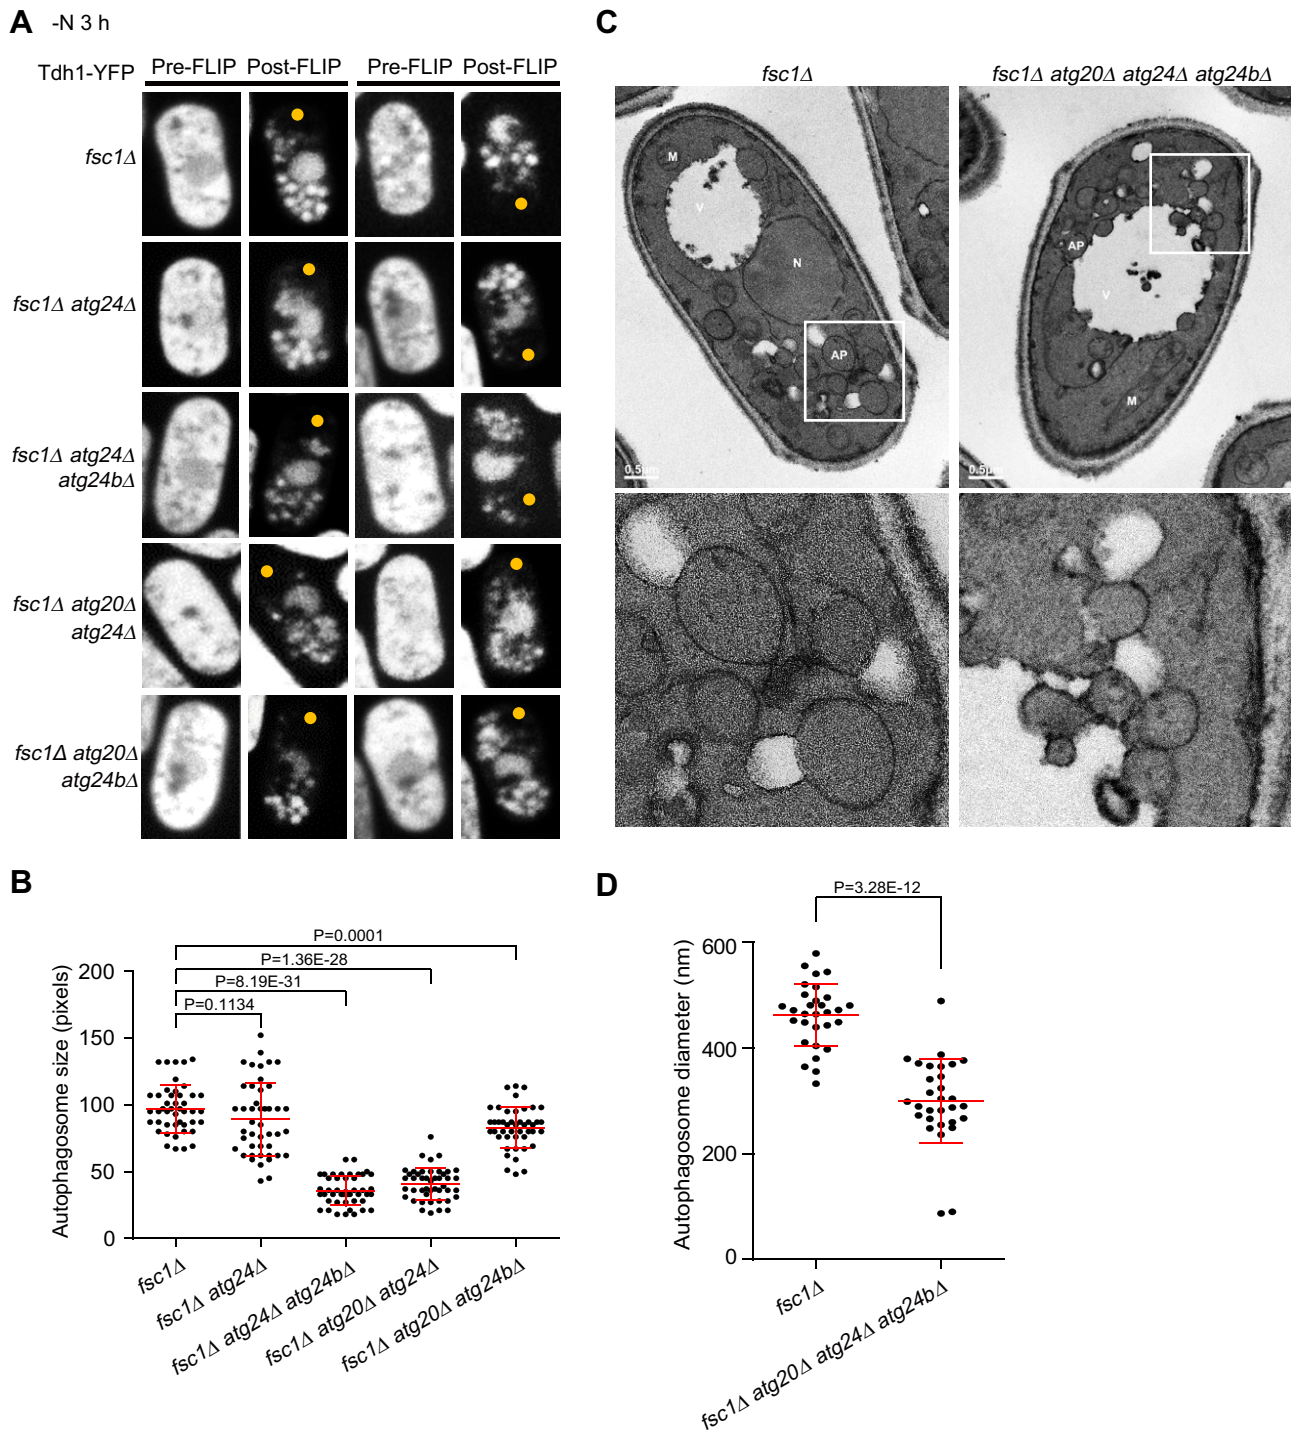 A
-N 3 h
Tdh1-YFP
Pre-FLIP Post-FLIP
Pre-FLIP Post-FLIP
fsc1Δ
fsc1Δ atg24Δ
fsc1Δ atg24Δ
atg24bΔ
fsc1Δ atg20Δ
atg24Δ
fsc1Δ atg20Δ
atg24bΔ
C
fsc1Δ
fsc1Δ atg20Δ atg24Δ atg24bΔ
M
V
N
AP
0.5μm
AP
V
M
0.5μm
B
P=0.0001
P=1.36E-28
P=8.19E-31
P=0.1134
Autophagosome size (pixels)
200
150
100
50
0
fsc1Δ
fsc1Δ atg24Δ
fsc1Δ atg24Δ atg24bΔ
fsc1Δ atg20Δ atg24Δ
fsc1Δ atg20Δ atg24bΔ
D
P=3.28E-12
Autophagosome diameter (nm)
600
400
200
0
fsc1Δ
fsc1Δ atg20Δ atg24Δ atg24bΔ